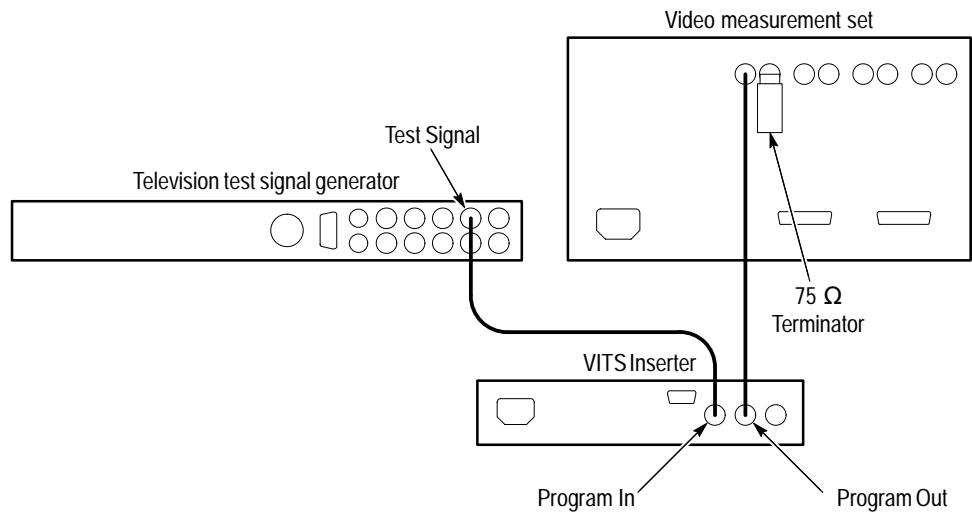 Video measurement set
Test Signal
Television test signal generator
75 Ω
Terminator
VITS Inserter
Program In
Program Out